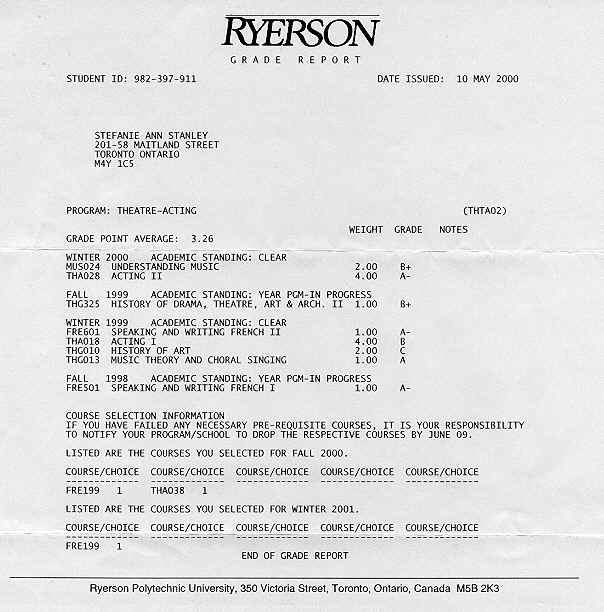 RYERSON
GRADE REPORT
STUDENT ID: 982-397-911 DATE ISSUED: 10 MAY 2000
STEFANIE ANN STANLEY
201-58 MAITLAND STREET
TORONTO ONTARIO
M4Y 1C5
PROGRAM: THEATRE-ACTING (THTA02)
WEIGHT GRADE NOTES
GRADE POINT AVERAGE: 3.26
WINTER 2000 ACADEMIC STANDING: CLEAR
MUS024 UNDERSTANDING MUSIC 2.00 B+
THA028 ACTING II 4.00 A-
FALL 1999 ACADEMIC STANDING: YEAR PGM-IN PROGRESS
THG325 HISTORY OF DRAMA, THEATRE, ART & ARCH. II 1.00 B+
WINTER 1999 ACADEMIC STANDING: CLEAR
FRE601 SPEAKING AND WRITING FRENCH II 1.00 A-
THA018 ACTING I 4.00 B
THG010 HISTORY OF ART 2.00 C
THG013 MUSIC THEORY AND CHORAL SINGING 1.00 A
FALL 1998 ACADEMIC STANDING: YEAR PGM-IN PROGRESS
FRE501 SPEAKING AND WRITING FRENCH I 1.00 A-
COURSE SELECTION INFORMATION
IF YOU HAVE FAILED ANY NECESSARY PRE-REQUISITE COURSES, IT IS YOUR RESPONSIBILITY
TO NOTIFY YOUR PROGRAM/SCHOOL TO DROP THE RESPECTIVE COURSES BY JUNE 09.
LISTED ARE THE COURSES YOU SELECTED FOR FALL 2000.
COURSE/CHOICE COURSE/CHOICE COURSE/CHOICE COURSE/CHOICE COURSE/CHOICE
FRE199 1 THA038 1
LISTED ARE THE COURSES YOU SELECTED FOR WINTER 2001.
COURSE/CHOICE COURSE/CHOICE COURSE/CHOICE COURSE/CHOICE COURSE/CHOICE
FRE199 1
END OF GRADE REPORT
Ryerson Polytechnic University, 350 Victoria Street, Toronto, Ontario, Canada M5B 2K3